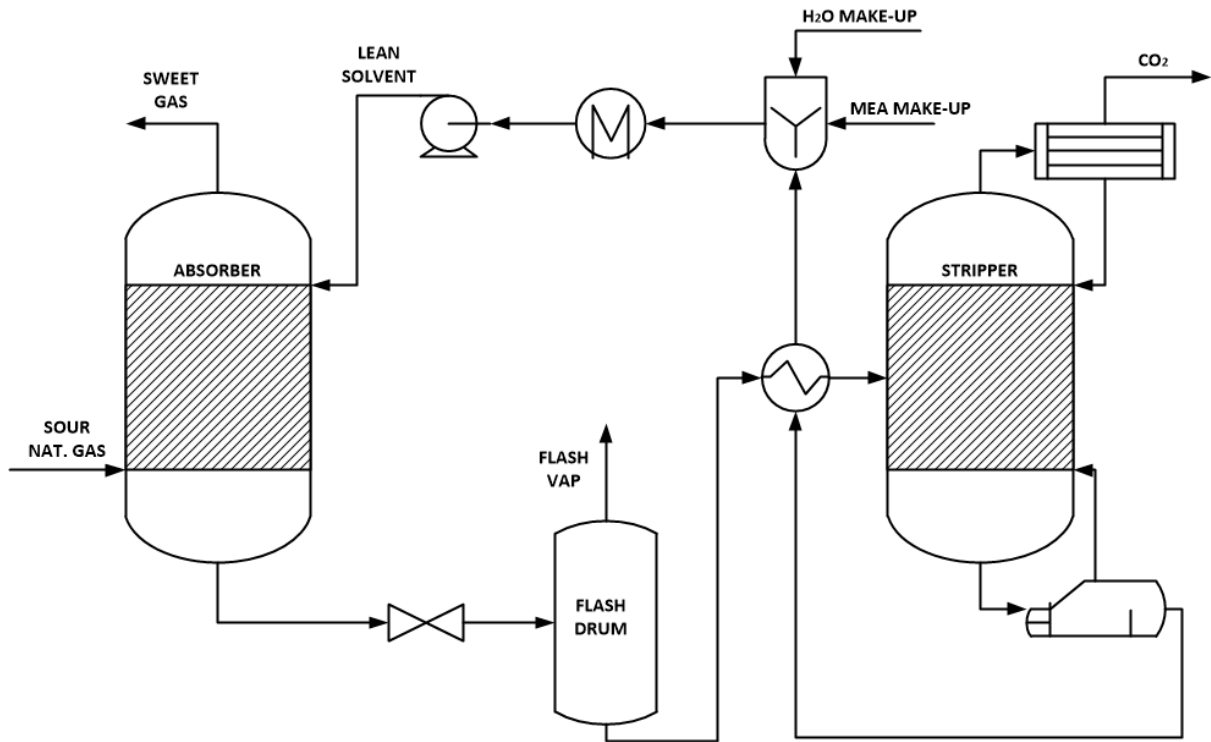 H₂O MAKE-UP
LEAN
SOLVENT
SWEET
GAS
CO₂
MEA MAKE-UP
ABSORBER
STRIPPER
SOUR
NAT. GAS
FLASH
VAP
FLASH
DRUM